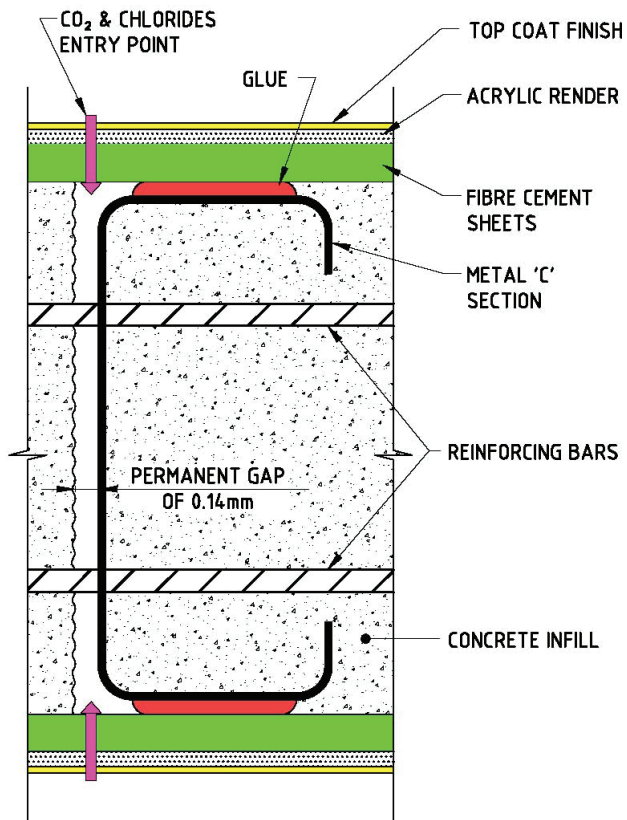 CO₂ & CHLORIDES
ENTRY POINT
TOP COAT FINISH
GLUE
ACRYLIC RENDER
FIBRE CEMENT
SHEETS
METAL 'C'
SECTION
REINFORCING BARS
PERMANENT GAP
OF 0.14mm
CONCRETE INFILL